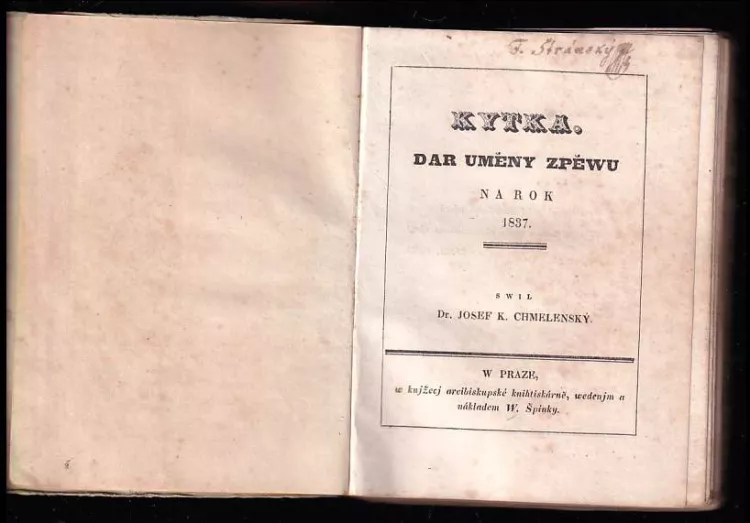 F. Stránský
KYTKA.
DAR UMĚNY ZPĚWU
NA ROK
1837.
SWIL
Dr. JOSEF K. CHMELENSKÝ.
W PRAZE,
w knjžecj arcibiskupské knihtiskárně, wedenjm a
nákladem W. Špinky.